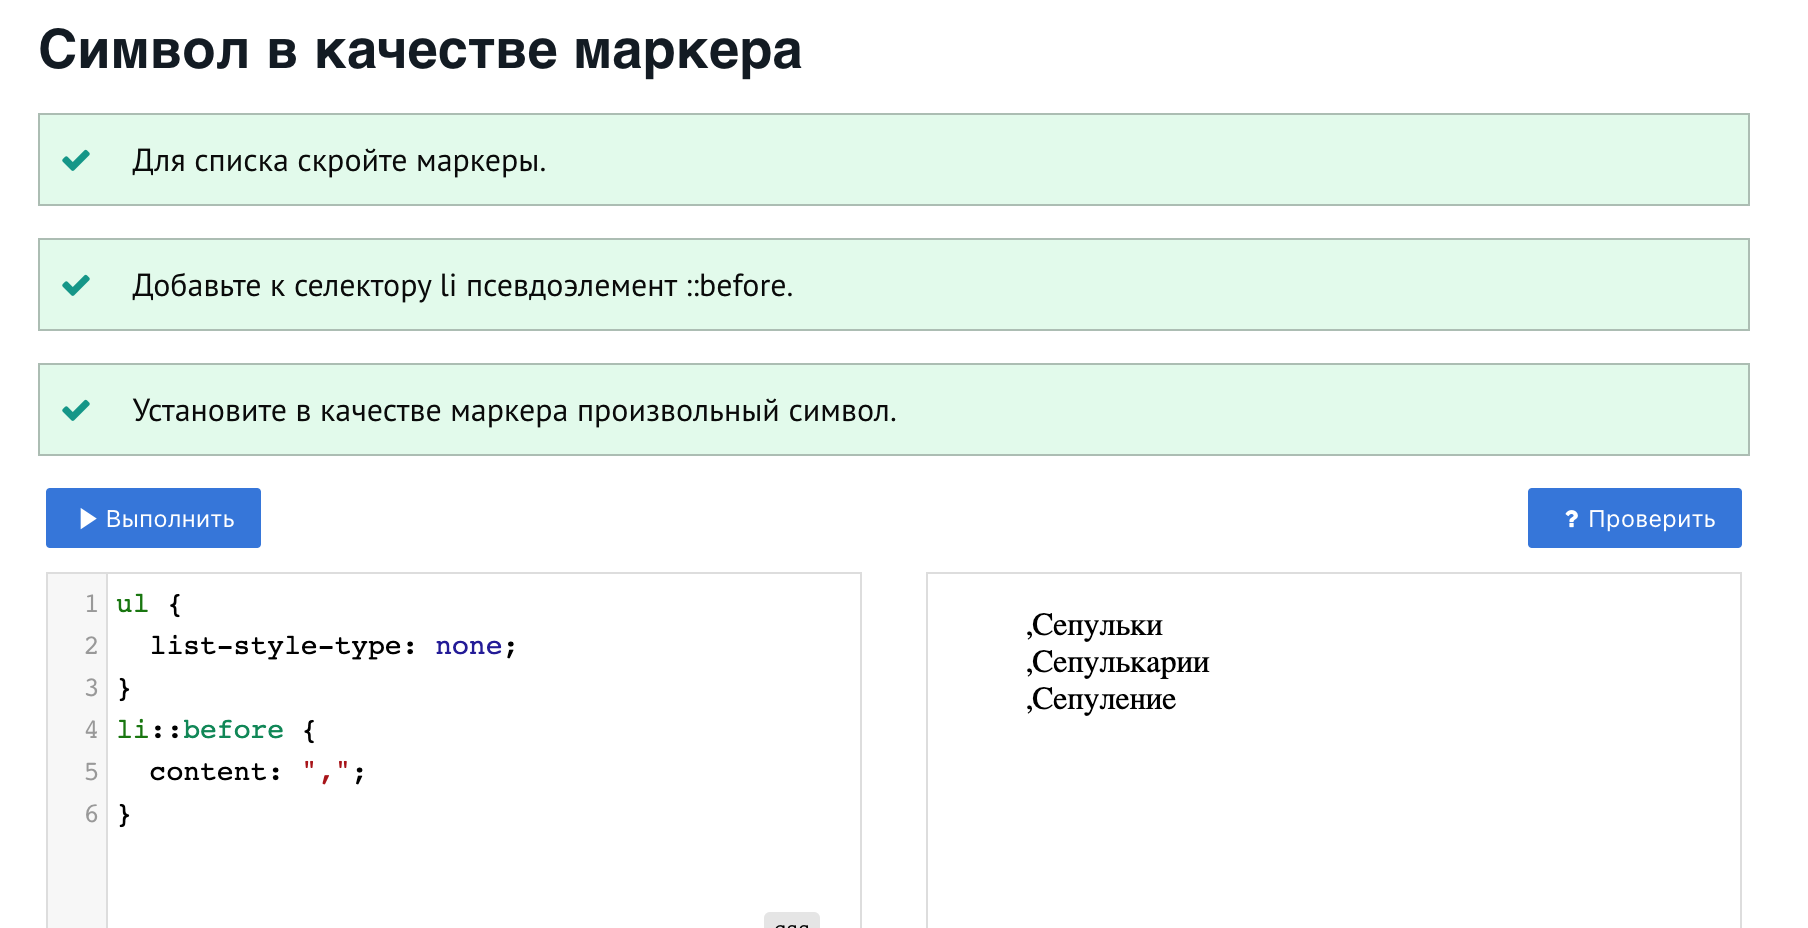 Символ в качестве маркера
Для списка скройте маркеры.
Добавьте к селектору li псевдоэлемент ::before.
Установите в качестве маркера произвольный символ.
Выполнить
? Проверить
1 ul {
2 list-style-type: none;
3 }
4 li::before {
5 content: ",";
6 }
,Сепульки
,Сепулькарии
,Сепуление